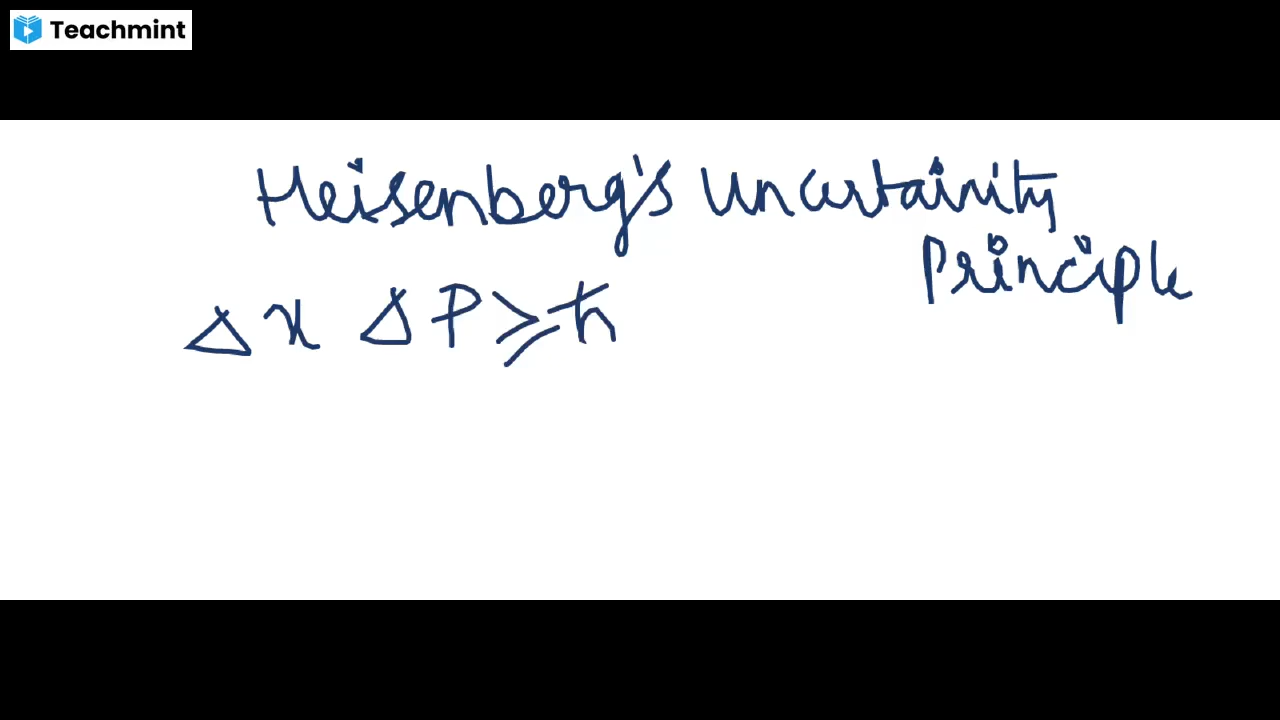 Teachmint
Heisenberg's Uncertainity
Principle
Δx ΔP ≥ ħ